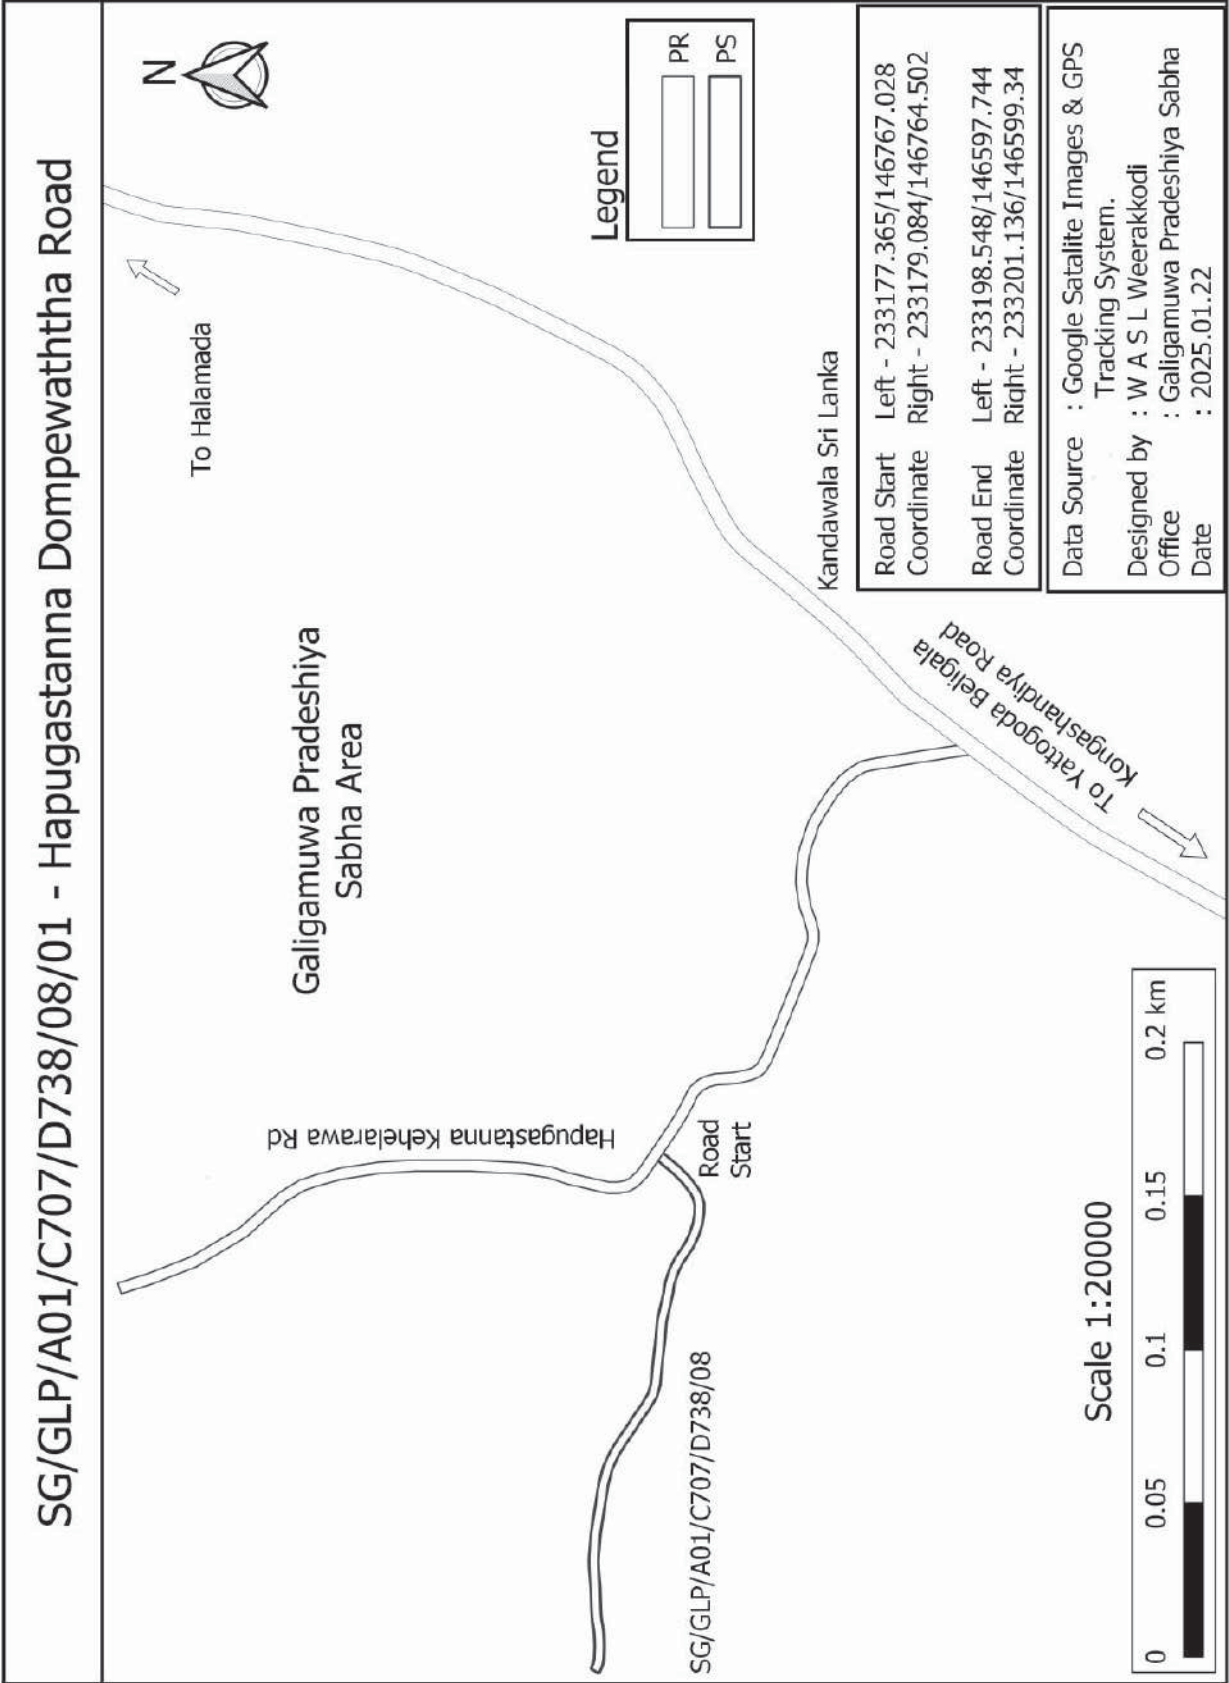 SG/GLP/A01/C707/D738/08/01 - Hapugastanna Dompewaththa Road
N
To Halamada
Galigamuwa Pradeshiya
Sabha Area
Hapugastanna Kehelarawa Rd
Legend
PR
PS
Road
Start
SG/GLP/A01/C707/D738/08
Kandawala Sri Lanka
To Yattogoda Beligala
Kongashandiya Road
Road Start Left - 233177.365/146767.028
Coordinate Right - 233179.084/146764.502
Road End Left - 233198.548/146597.744
Coordinate Right - 233201.136/146599.34
Data Source : Google Satalite Images & GPS
Tracking System.
Designed by : W A S L Weerakkodi
Office : Galigamuwa Pradeshiya Sabha
Date : 2025.01.22
Scale 1:20000
0 0.05 0.1 0.15 0.2 km